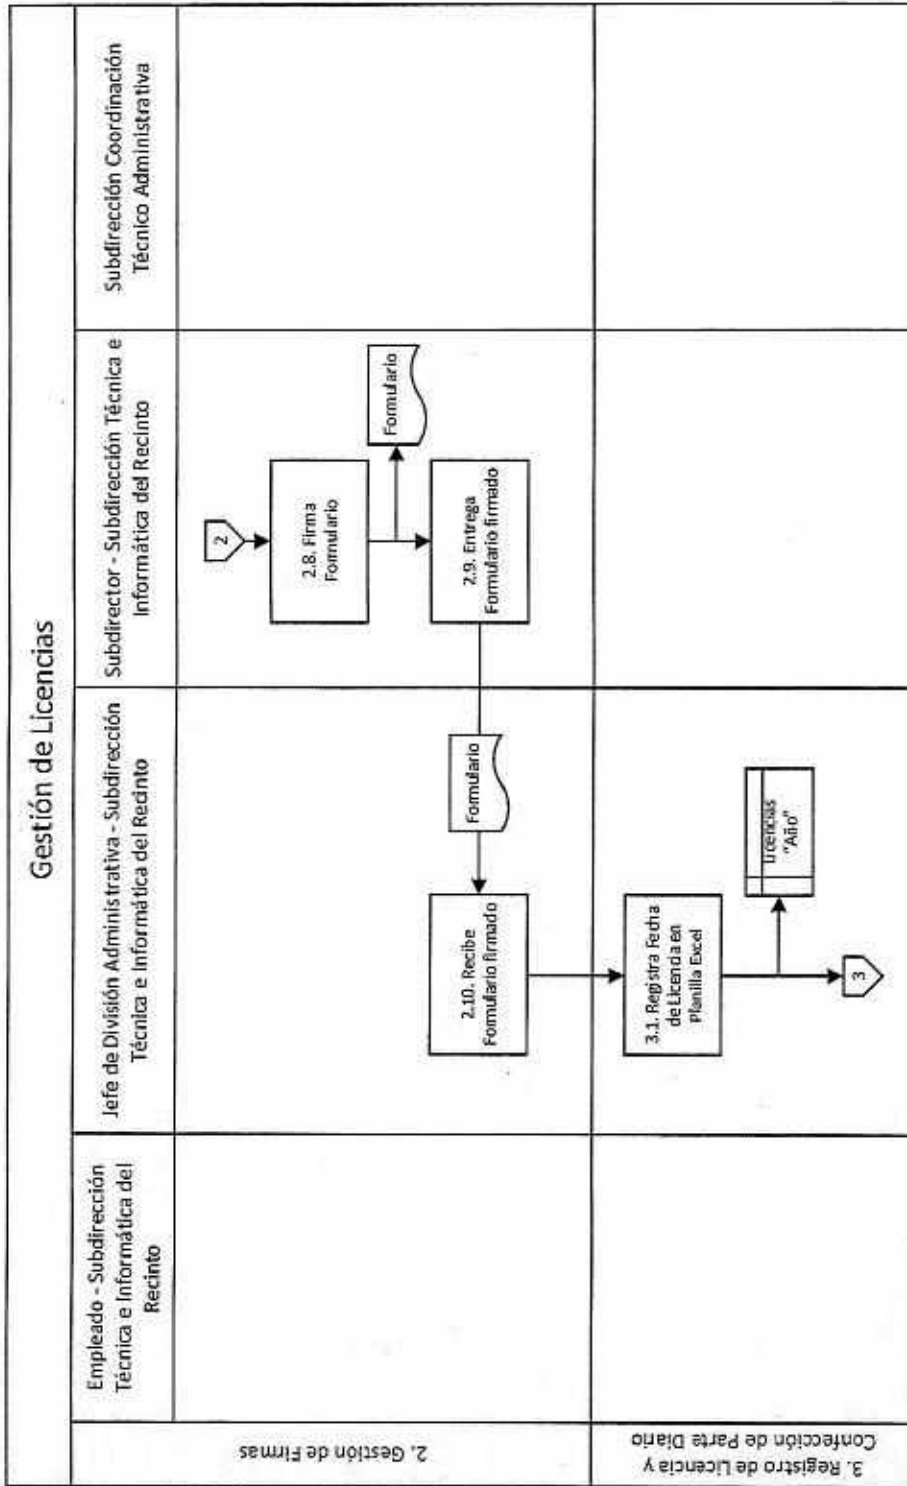 Gestión de Licencias
Empleado - Subdirección
Técnica e Informática del
Recinto
Jefe de División Administrativa - Subdirección
Técnica e Informática del Recinto
Subdirector - Subdirección Técnica e
Informática del Recinto
Subdirección Coordinación
Técnico Administrativa
2. Gestión de Firmas
2
2.8. Firma
Formulario
Formulario
2.9. Entrega
Formulario firmado
Formulario
2.10. Recibe
Formulario firmado
3. Registro de Licencia y
Confección de Parte Diario
3.1. Registra Fecha
de Licencia en
Planilla Excel
Licencias
"Año"
3